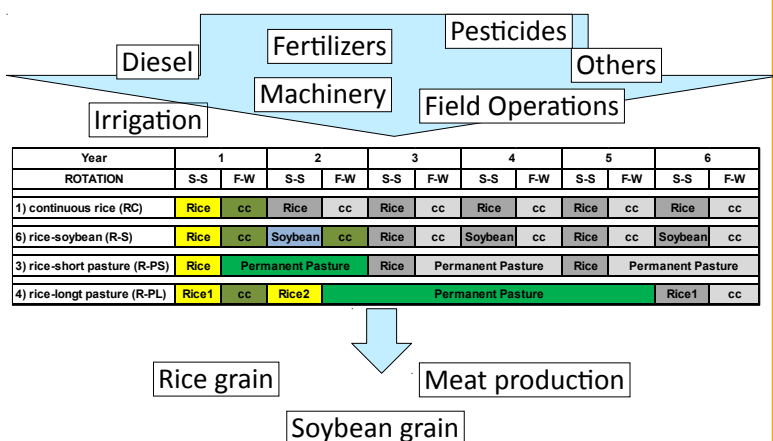 Pesticides
Fertilizers
Diesel
Others
Machinery
Field Operations
Irrigation
Year 1 2 3 4 5 6
ROTATION S-S F-W S-S F-W S-S F-W S-S F-W S-S F-W S-S F-W
1) continuous rice (RC) Rice cc Rice cc Rice cc Rice cc Rice cc Rice cc
6) rice-soybean (R-S) Rice cc Soybean cc Rice cc Soybean cc Rice cc Soybean cc
3) rice-short pasture (R-PS) Rice Permanent Pasture Rice Permanent Pasture Rice Permanent Pasture
4) rice-longt pasture (R-PL) Rice1 cc Rice2 Permanent Pasture Rice1 cc
Rice grain
Meat production
Soybean grain